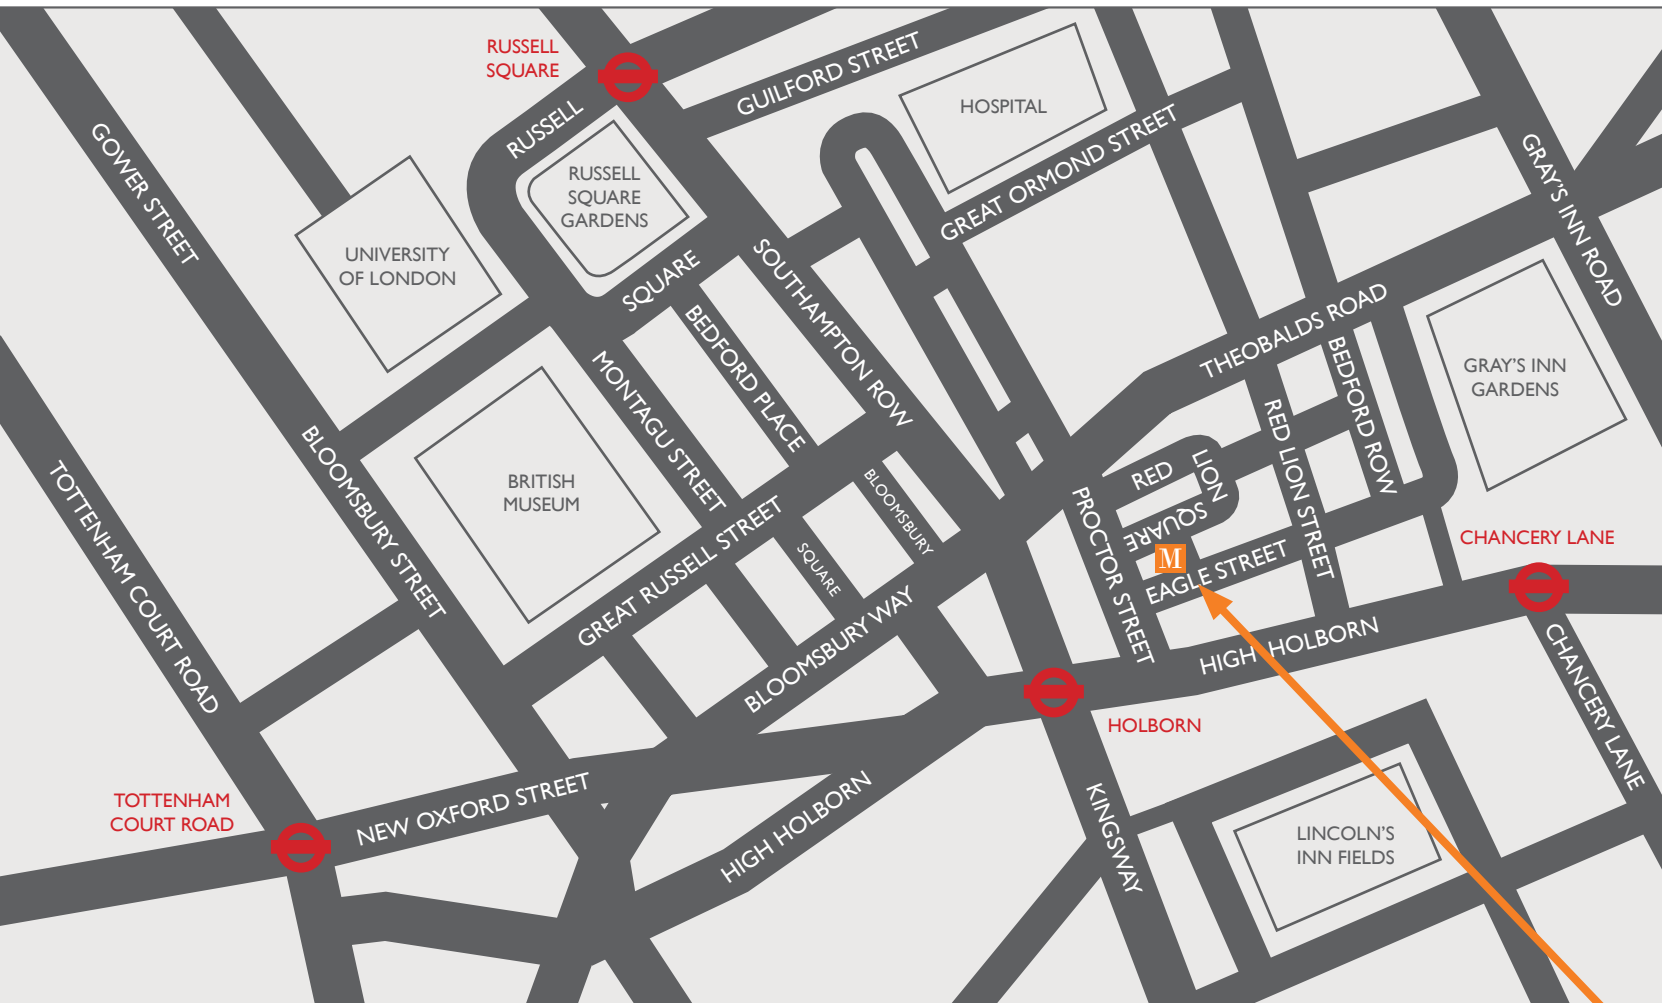 RUSSELL
SQUARE
GUILFORD STREET
HOSPITAL
RUSSELL
GOWER STREET
RUSSELL
SQUARE
GARDENS
GREAT ORMOND STREET
GRAY'S INN ROAD
UNIVERSITY
OF LONDON
SQUARE
SOUTHAMPTON ROW
BEDFORD PLACE
THEOBALDS ROAD
MONTAGU STREET
BEDFORD ROW
GRAY'S INN
GARDENS
RED LION STREET
BLOOMSBURY STREET
BRITISH
MUSEUM
RED
LION
SQUARE
TOTTENHAM COURT ROAD
BLOOMSBURY
SQUARE
PROCTOR STREET
GREAT RUSSELL STREET
M
EAGLE STREET
CHANCERY LANE
BLOOMSBURY WAY
HIGH HOLBORN
CHANCERY LANE
HOLBORN
TOTTENHAM
COURT ROAD
NEW OXFORD STREET
HIGH HOLBORN
KINGSWAY
LINCOLN'S
INN FIELDS